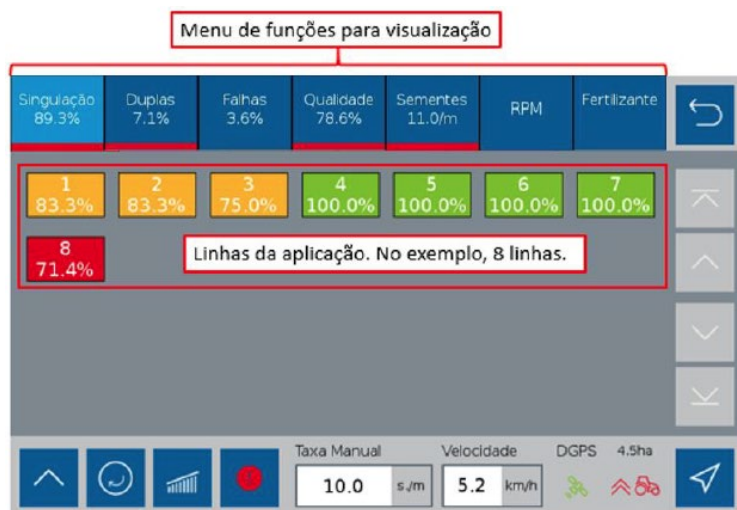 Menu de funções para visualização
Singulação Duplas Falhas Qualidade Sementes RPM Fertilizante
89.3% 7.1% 3.6% 78.6% 11.0/m
1 2 3 4 5 6 7
83.3% 83.3% 75.0% 100.0% 100.0% 100.0% 100.0%
8
71.4%
Linhas da aplicação. No exemplo, 8 linhas.
Taxa Manual Velocidade DGPS 4.5ha
10.0 s./m 5.2 km/h